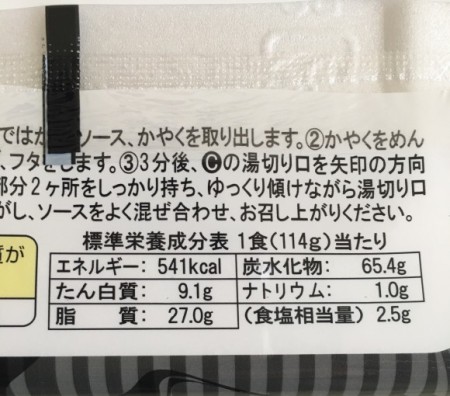 ではか ソース、かやくを取り出します。②かやくをめん
、フタをします。③3分後、Cの湯切り口を矢印の方向
部分2ヶ所をしっかり持ち、ゆっくり傾けながら湯切り口
がし、ソースをよく混ぜ合わせ、お召し上がりください。
質が
標準栄養成分表 1食(114g)当たり
エネルギー: 541kcal 炭水化物: 65.4g
たん白質: 9.1g ナトリウム: 1.0g
脂 質: 27.0g (食塩相当量) 2.5g